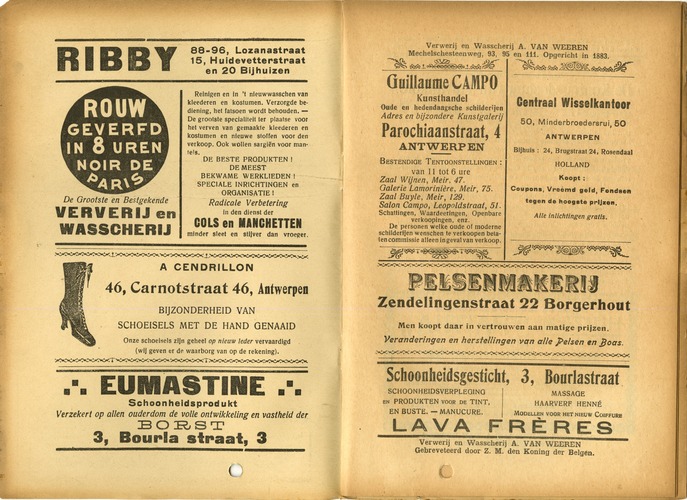 RIBBY
88-96, Lozanastraat
15, Huidevetterstraat
en 20 Bijhuizen
ROUW
GEVERFD
IN 8 UREN
NOIR DE
PARIS
De Grootste en Bestgekende
VERVERIJ en
WASSCHERIJ
Reinigen en in 't nieuwwasschen van
kleederen en kostumen. Verzorgde be-
diening, het fatsoen wordt behouden. —
De grootste specialiteit ter plaatse voor
het verven van gemaakte kleederen en
kostumen en nieuwe stoffen voor den
verkoop. Ook wollen sargiën voor man-
tels.
DE BESTE PRODUKTEN !
DE MEEST
BEKWAME WERKLIEDEN !
SPECIALE INRICHTINGEN en
ORGANISATIE !
Radicale Verbetering
in den dienst der
COLS en MANCHETTEN
minder steef en stijver dan vroeger.
A CENDRILLON
46, Carnotstraat 46, Antwerpen
BIJZONDERHEID VAN
SCHOEISELS MET DE HAND GENAAID
Onze schoeisels zijn geheel op nieuw leder vervaardigd
(wij geven er de waarborg van op de rekening).
EUMASTINE
Schoonheidsprodukt
Verzekert op allen ouderdom de volle ontwikkeling en vastheid der
BORST
3, Bourla straat, 3
Verwerij en Wasscherij A. VAN WEEREN
Mechelschesteenweg, 93, 95 en 111. Opgericht in 1883.
Guillaume CAMPO
Kunsthandel
Oude en hedendangsche schilderijen
Adres en bijzondere Kunstgalerij
Parochiaanstraat, 4
ANTWERPEN
BESTENDIGE TENTOONSTELLINGEN :
van 11 tot 6 ure
Zaal Wijnen, Meir, 47.
Galerie Lamorinière, Meir, 75.
Zaal Buyle, Meir, 129.
Salon Campo, Leopoldstraat, 51.
Schattingen, Waardeeringen, Openbare
verkoopingen, enz.
De personen welke oude of moderne
schilderijen wenschen te verkoopen beta-
len commissie alleen in geval van verkoop.
Centraal Wisselkantoor
50, Minderbroedersrui, 50
ANTWERPEN
Bijhuis : 24, Brugstraat 24, Rosendaal
HOLLAND
Koopt :
Coupons, Vreemd geld, Fondsen
tegen de hoogste prijzen.
Alle inlichtingen gratis.
PELSENMAKERIJ
Zendelingenstraat 22 Borgerhout
Men koopt daar in vertrouwen aan matige prijzen.
Veranderingen en herstellingen van alle Pelsen en Boas.
Schoonheidsgesticht, 3, Bourlastraat
SCHOONHEIDSVERPLEGING
EN PRODUKTEN VOOR DE TINT,
EN BUSTE. — MANUCURE.
MASSAGE
HAARVERF HENNÉ
MODELLEN VOOR HET NIEUW COIFFURE
LAVA FRÈRES
Verwerij en Wasscherij A. VAN WEEREN
Gebreveteerd door Z. M. den Koning der Belgen.